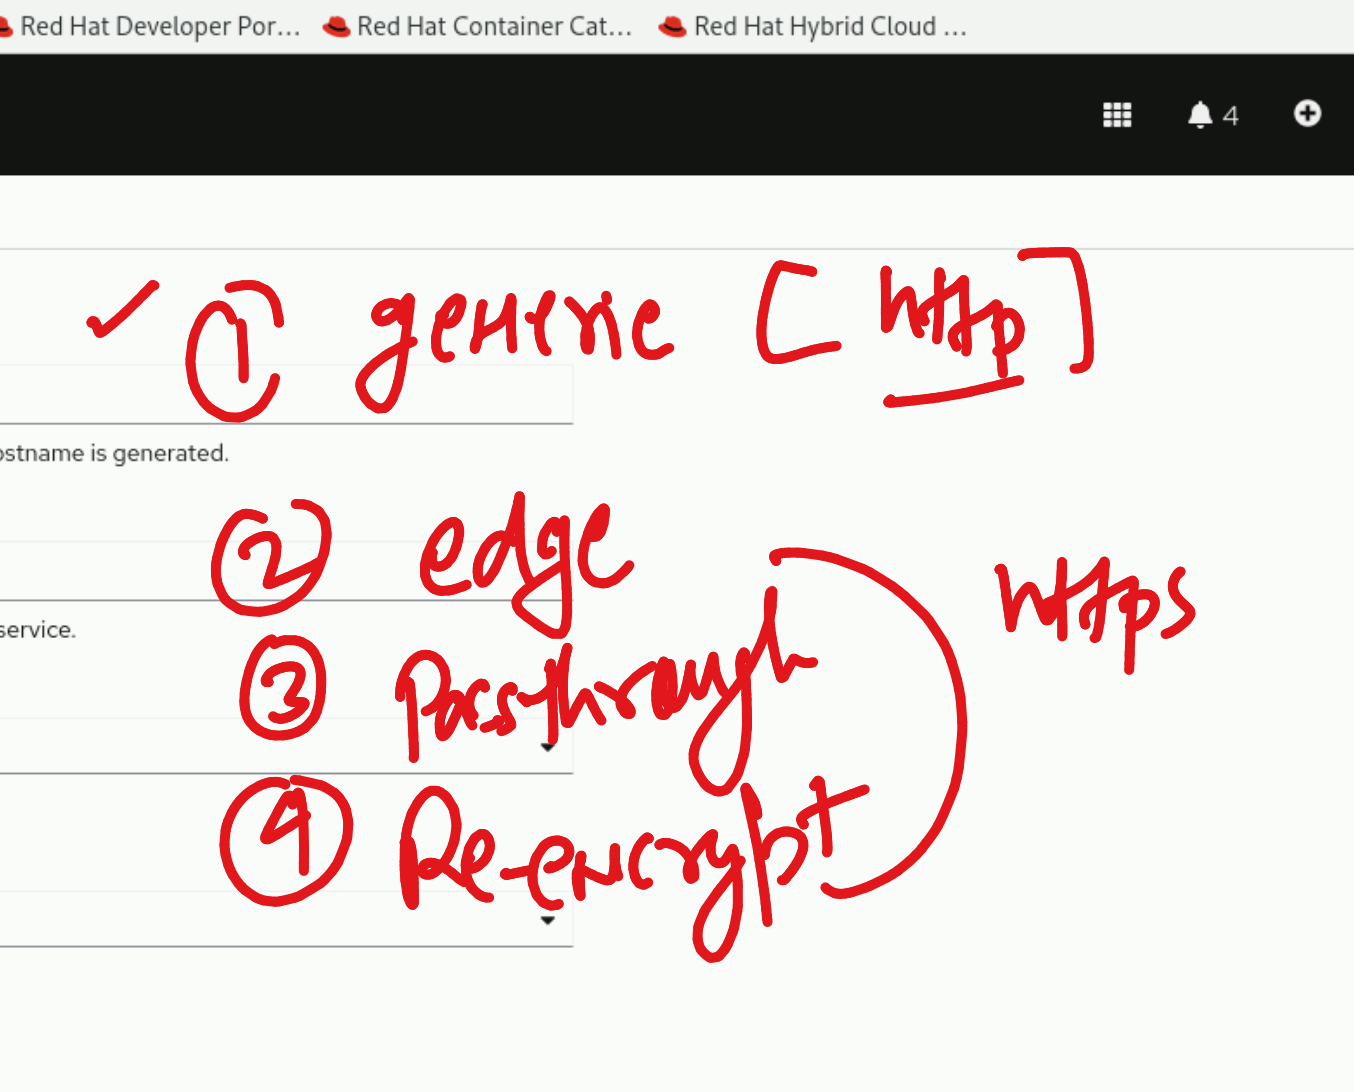 Red Hat Developer Por... Red Hat Container Cat... Red Hat Hybrid Cloud ...
4
1 generic [http]
ostname is generated.
2 edge
https
service.
3 Passthrough
4 Re-encrypt